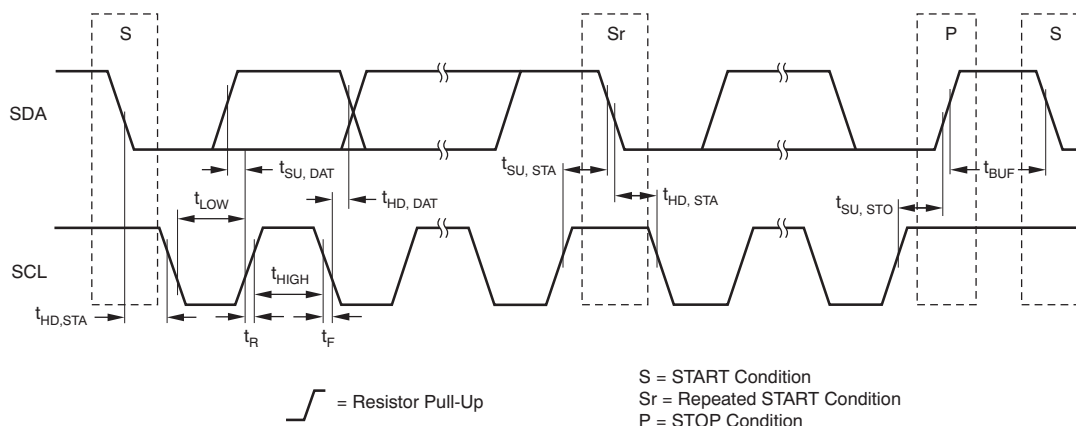 S
Sr
P
S
SDA
tSU, DAT
tSU, STA
tBUF
tLOW
tHD, DAT
tHD, STA
tSU, STO
SCL
tHIGH
tHD,STA
tR
tF
= Resistor Pull-Up
S = START Condition
Sr = Repeated START Condition
P = STOP Condition